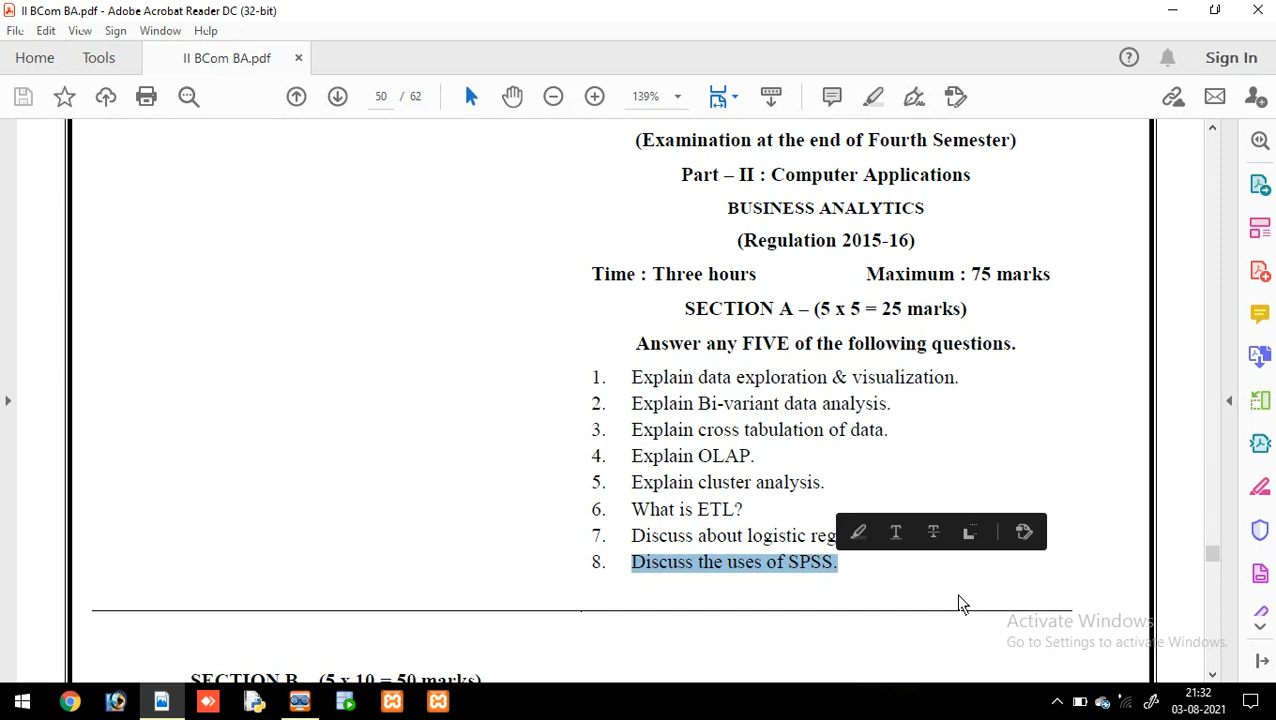 II BCom BA.pdf - Adobe Acrobat Reader DC (32-bit)
File Edit View Sign Window Help
Home Tools II BCom BA.pdf × Sign In
50 / 62 139%
(Examination at the end of Fourth Semester)
Part – II : Computer Applications
BUSINESS ANALYTICS
(Regulation 2015-16)
Time : Three hours Maximum : 75 marks
SECTION A – (5 x 5 = 25 marks)
Answer any FIVE of the following questions.
1. Explain data exploration & visualization.
2. Explain Bi-variant data analysis.
3. Explain cross tabulation of data.
4. Explain OLAP.
5. Explain cluster analysis.
6. What is ETL?
7. Discuss about logistic reg
8. Discuss the uses of SPSS.
Activate Windows
Go to Settings to activate Windows.
SECTION B – (5 x 10 = 50 marks)
21:32
03-08-2021